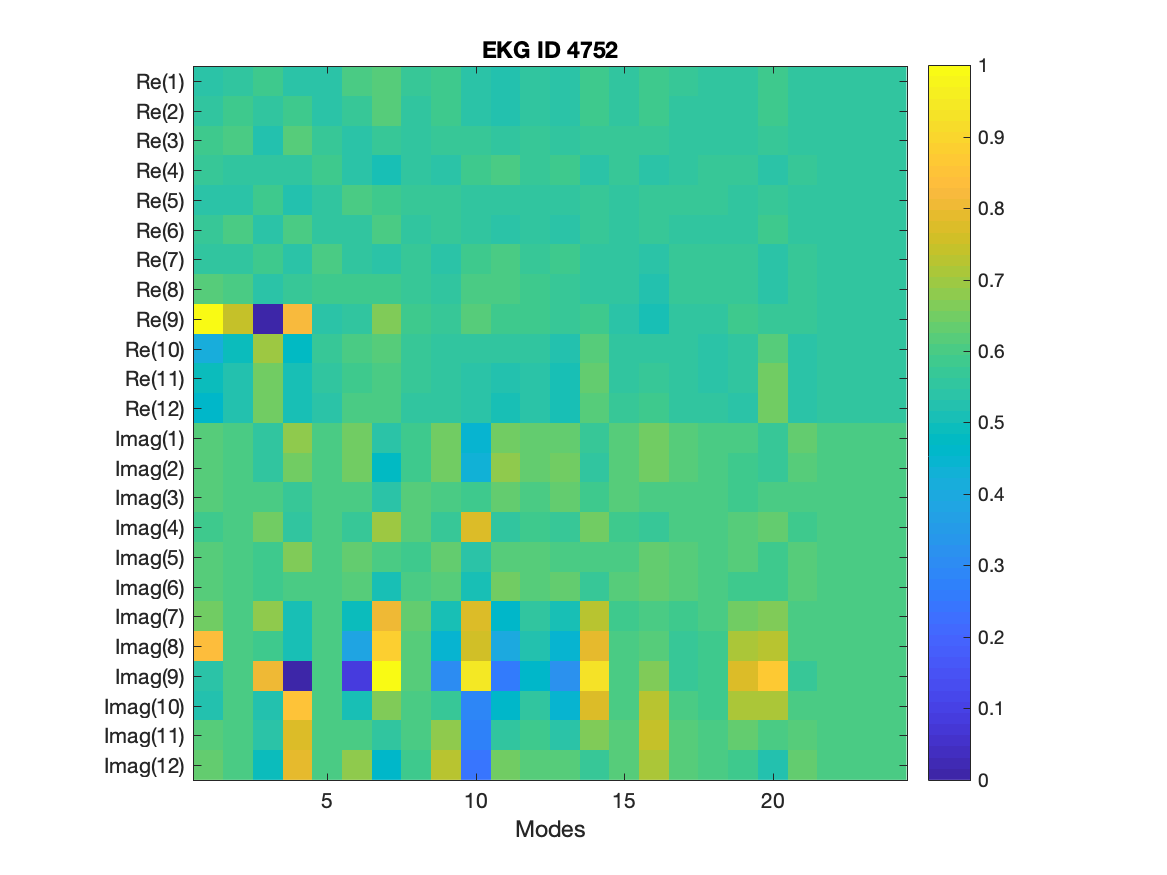 EKG ID 4752
Re(1)
Re(2)
Re(3)
Re(4)
Re(5)
Re(6)
Re(7)
Re(8)
Re(9)
Re(10)
Re(11)
Re(12)
Imag(1)
Imag(2)
Imag(3)
Imag(4)
Imag(5)
Imag(6)
Imag(7)
Imag(8)
Imag(9)
Imag(10)
Imag(11)
Imag(12)
5 10 15 20
Modes
1
0.9
0.8
0.7
0.6
0.5
0.4
0.3
0.2
0.1
0